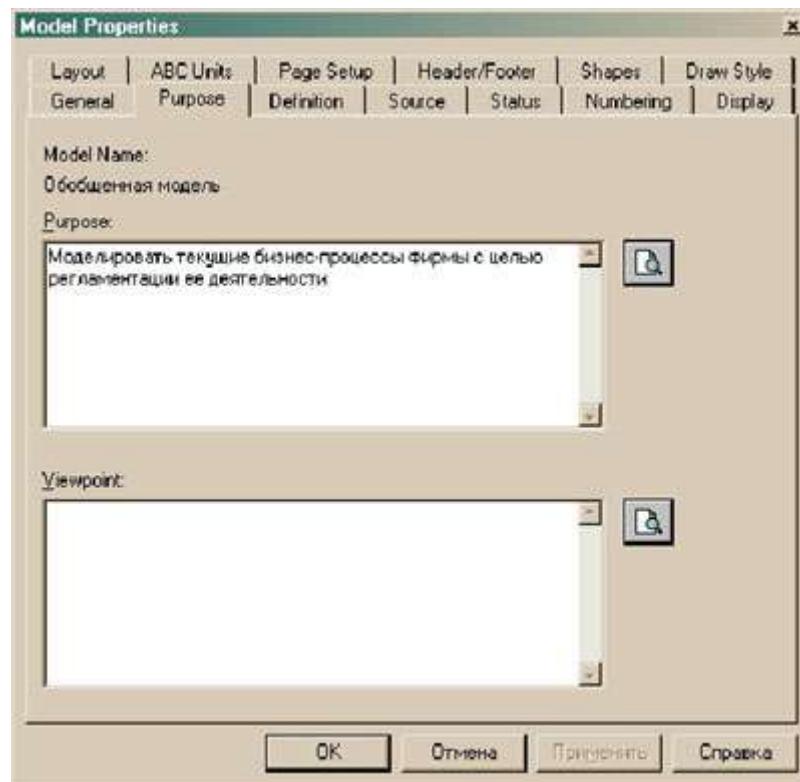 Model Properties
Layout ABC Units Page Setup Header/Footer Shapes Draw Style
General Purpose Definition Source Status Numbering Display
Model Name:
Обобщенная модель
Purpose:
Моделировать текущие бизнес-процессы фирмы с целью
регламентации ее деятельности
Viewpoint:
OK Отмена Применить Справка